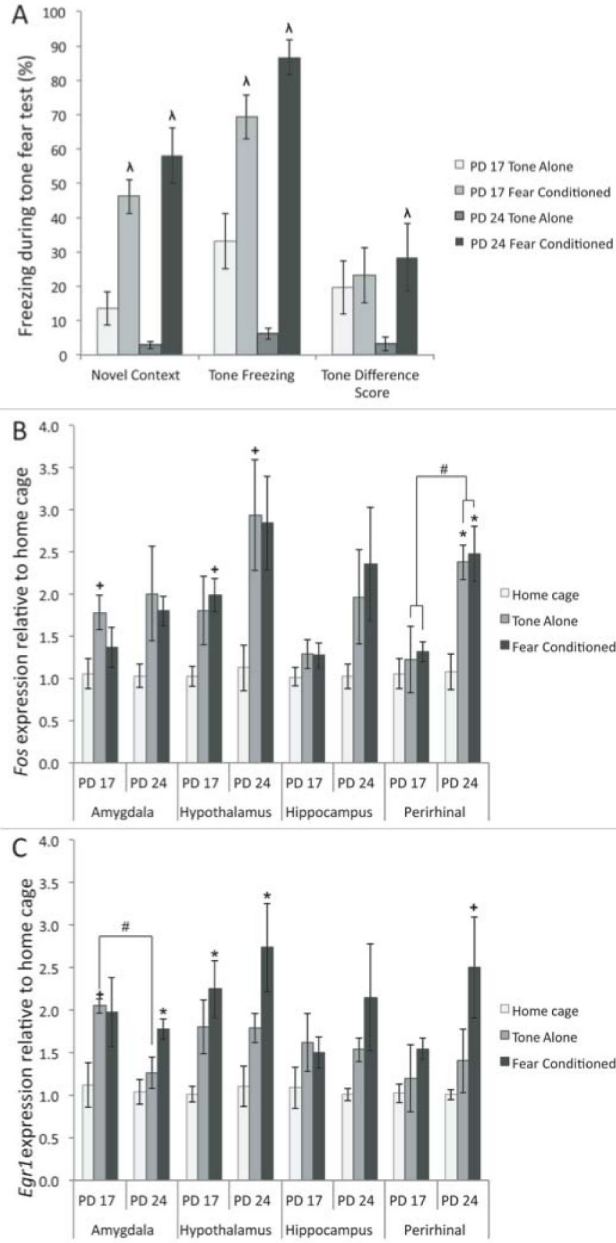 A
Freezing during tone fear test (%)
100
90
80
70
60
50
40
30
20
10
0
λ
λ
λ
λ
λ
Novel Context
Tone Freezing
Tone Difference
Score
PD 17 Tone Alone
PD 17 Fear Conditioned
PD 24 Tone Alone
PD 24 Fear Conditioned
B
Fos expression relative to home cage
4.0
3.5
3.0
2.5
2.0
1.5
1.0
0.5
0.0
+
+
+
#
*
*
PD 17
PD 24
PD 17
PD 24
PD 17
PD 24
PD 17
PD 24
Amygdala
Hypothalamus
Hippocampus
Perirhinal
Home cage
Tone Alone
Fear Conditioned
C
Egr1 expression relative to home cage
4.0
3.5
3.0
2.5
2.0
1.5
1.0
0.5
0.0
#
+
*
*
*
+
PD 17
PD 24
PD 17
PD 24
PD 17
PD 24
PD 17
PD 24
Amygdala
Hypothalamus
Hippocampus
Perirhinal
Home cage
Tone Alone
Fear Conditioned